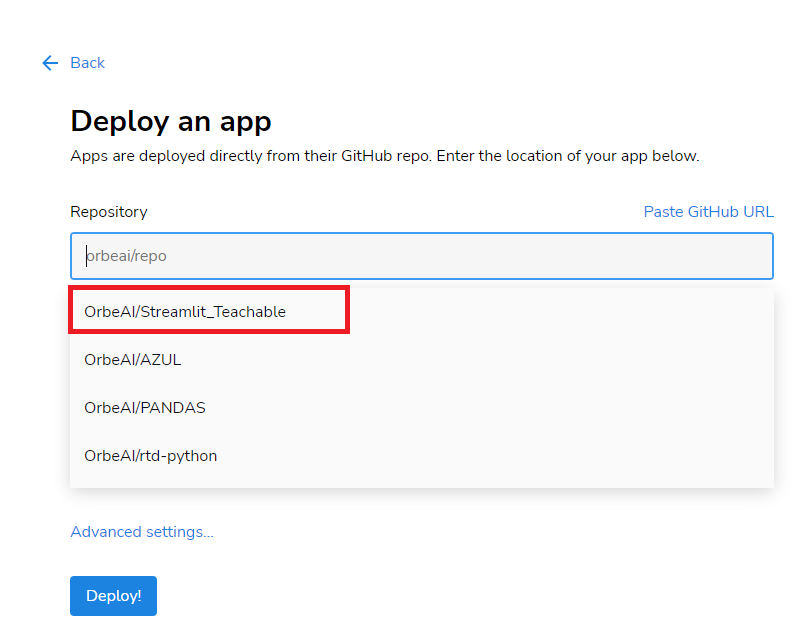 Back
Deploy an app
Apps are deployed directly from their GitHub repo. Enter the location of your app below.
Repository
Paste GitHub URL
orbeai/repo
OrbeAI/Streamlit_Teachable
OrbeAI/AZUL
OrbeAI/PANDAS
OrbeAI/rtd-python
Advanced settings...
Deploy!